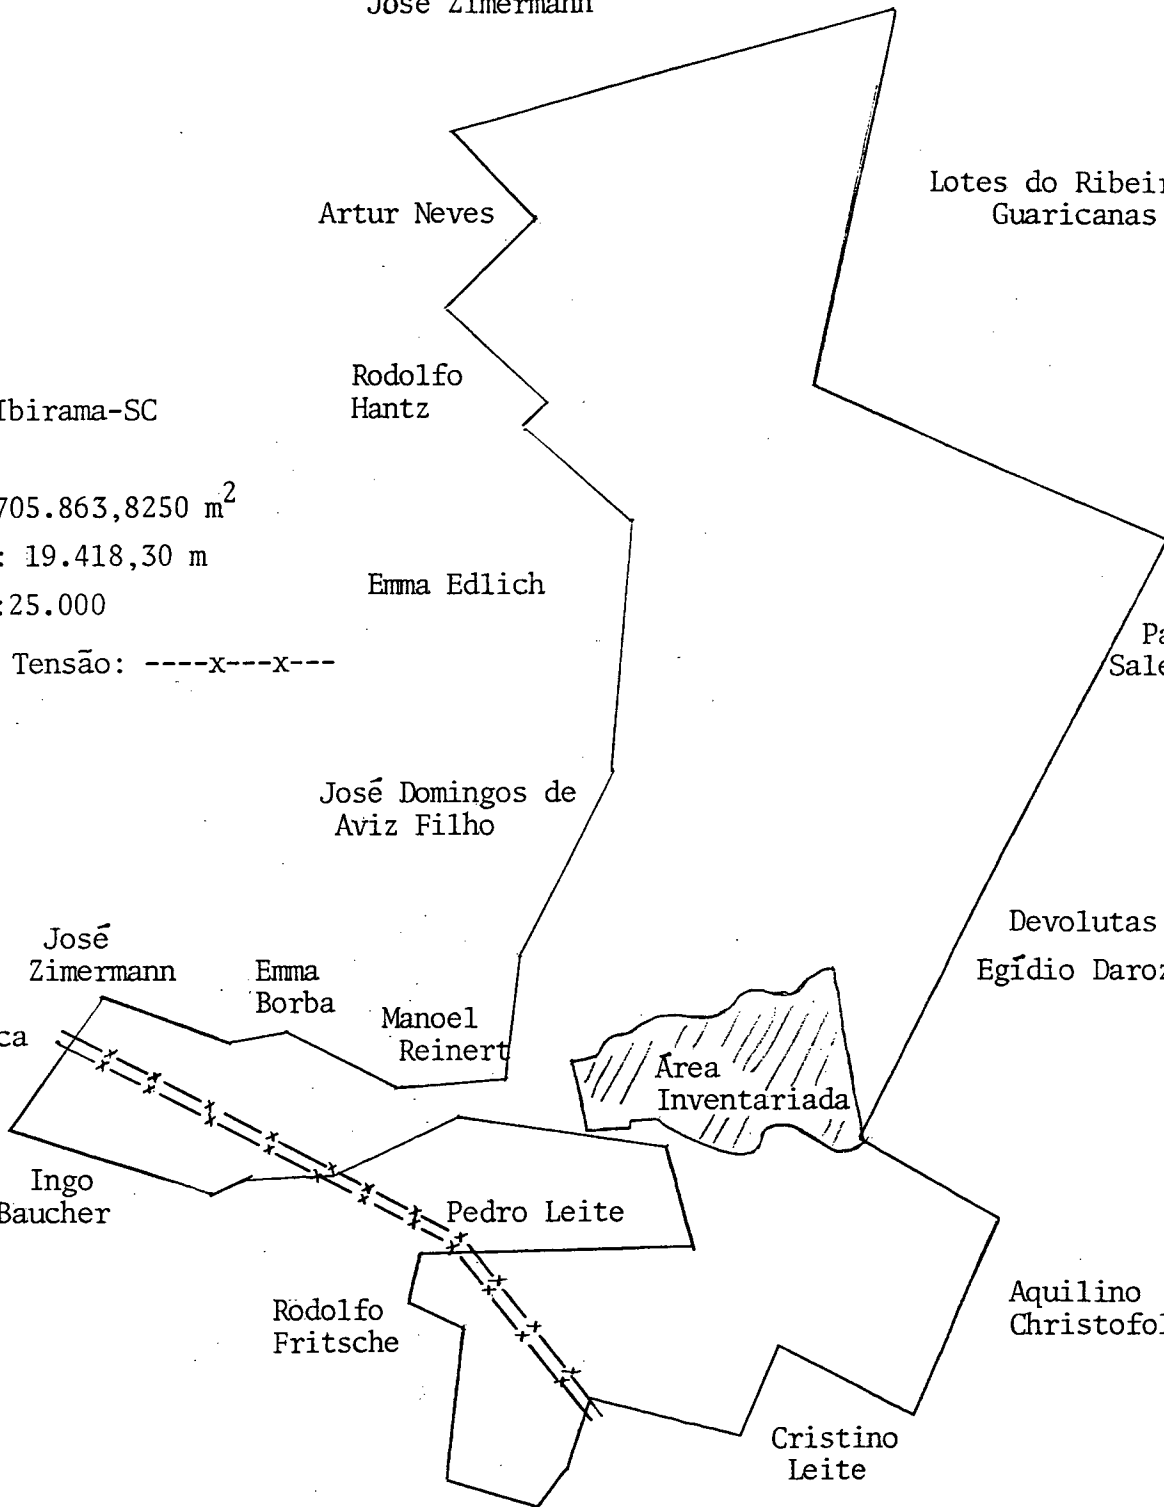 José Zimermann
Lotes do Ribeir
Guaricanas
Artur Neves
Rodolfo
Hantz
Ibirama-SC
705.863,8250 m²
: 19.418,30 m
:25.000
Tensão: ----x---x---
Emma Edlich
Pa
Sale
José Domingos de
Aviz Filho
Devolutas
Egídio Daroz
José
Zimermann
Emma
Borba
Manoel
Reinert
ca
Área
Inventariada
Ingo
Baucher
Pedro Leite
Rodolfo
Fritsche
Aquilino
Christofol
Cristino
Leite